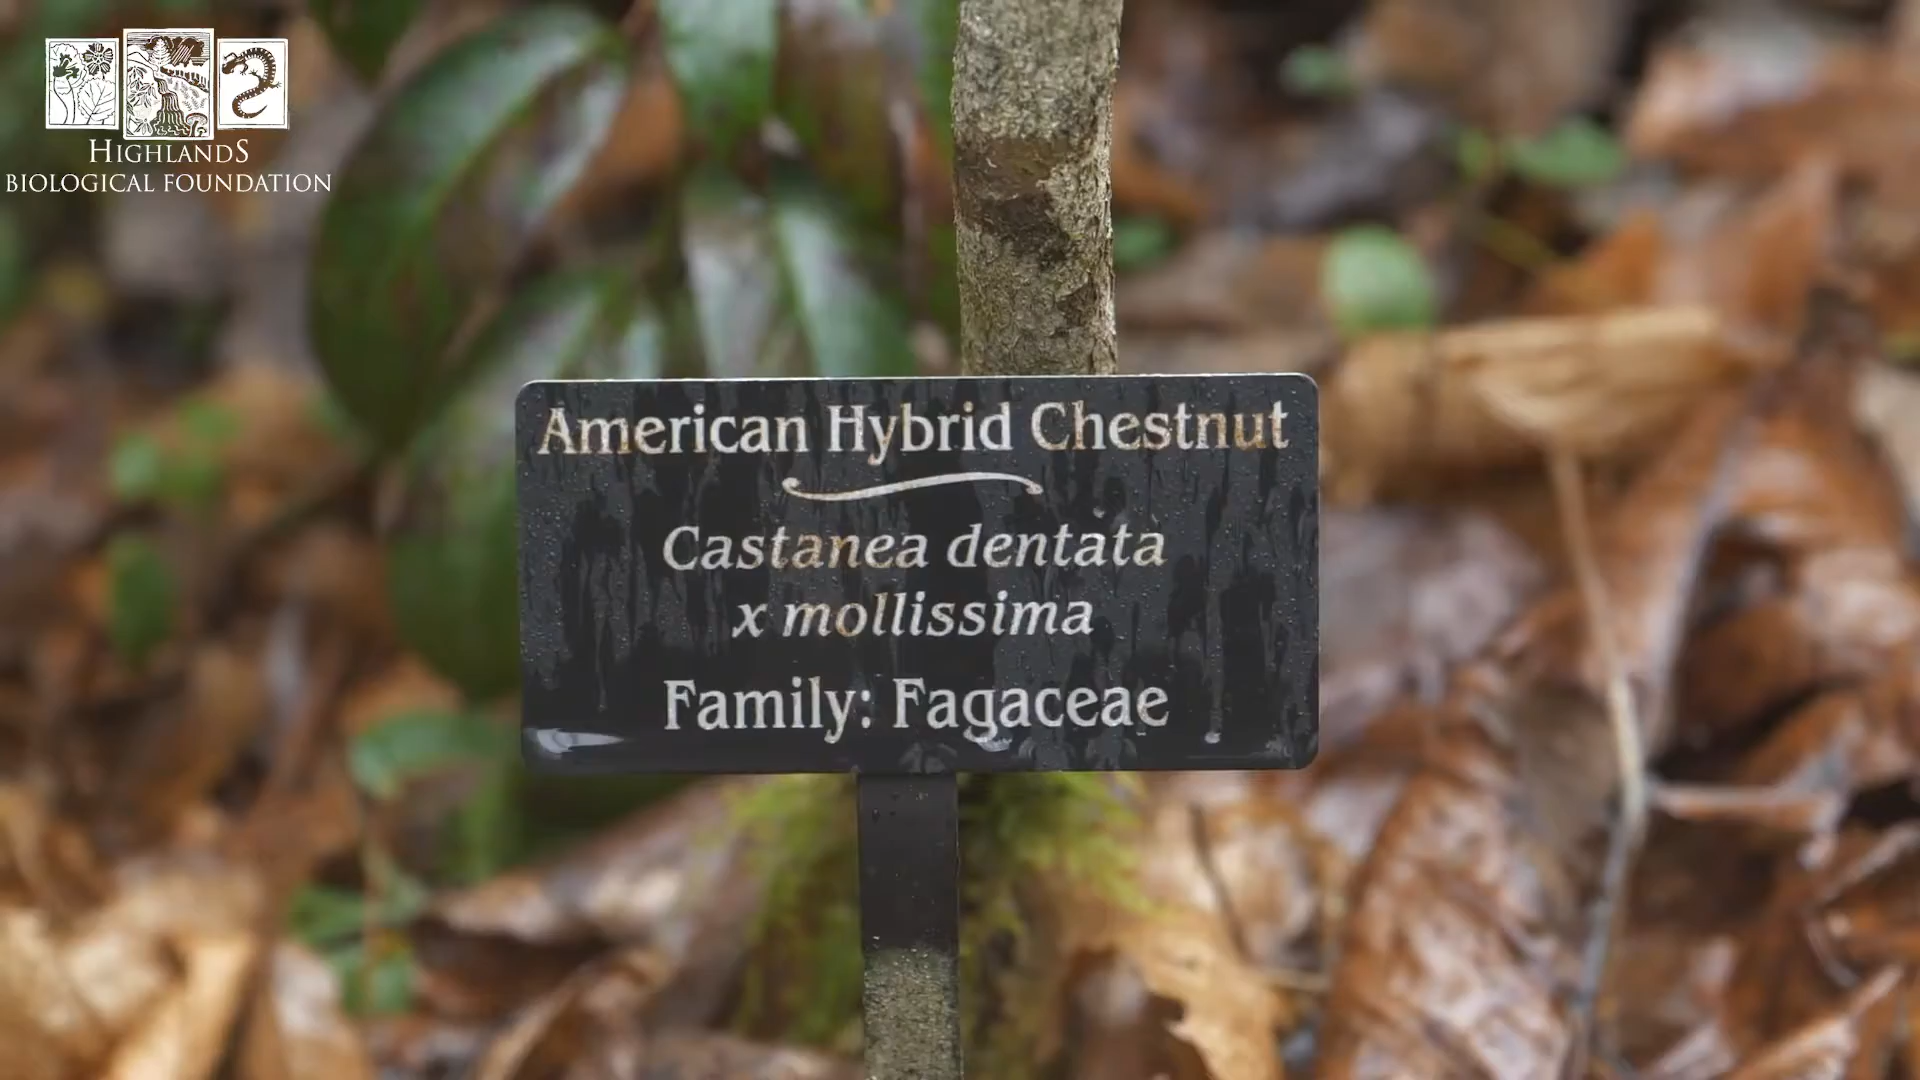 HIGHLANDS
BIOLOGICAL FOUNDATION
American Hybrid Chestnut
Castanea dentata
x mollissima
Family: Fagaceae